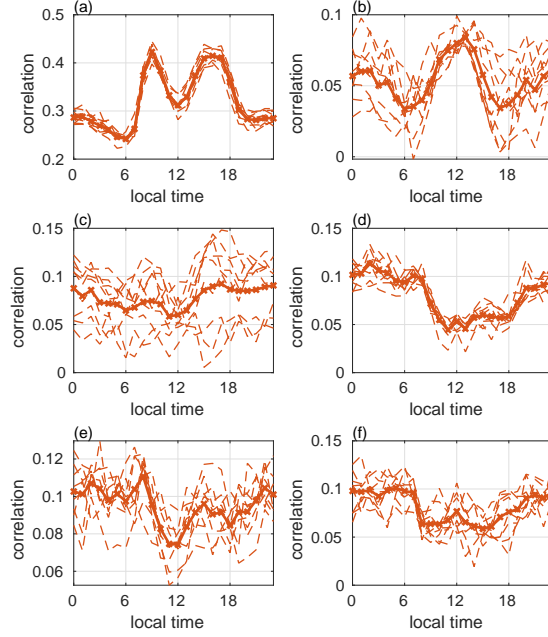 (a)
0.5
0.4
0.3
0.2
correlation
0 6 12 18
local time
(b)
0.1
0.05
0
correlation
0 6 12 18
local time
(c)
0.15
0.1
0.05
0
correlation
0 6 12 18
local time
(d)
0.15
0.1
0.05
0
correlation
0 6 12 18
local time
(e)
0.12
0.1
0.08
0.06
correlation
0 6 12 18
local time
(f)
0.15
0.1
0.05
0
correlation
0 6 12 18
local time